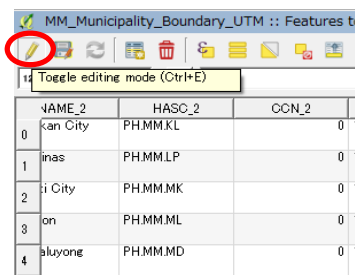 MM_Municipality_Boundary_UTM :: Features t
Toggle editing mode (Ctrl+E)
NAME_2 HASC_2 CCN_2
0 kan City PH.MM.KL 0
1 inas PH.MM.LP 0
2 ti City PH.MM.MK 0
3 on PH.MM.ML 0
4 aluyong PH.MM.MD 0